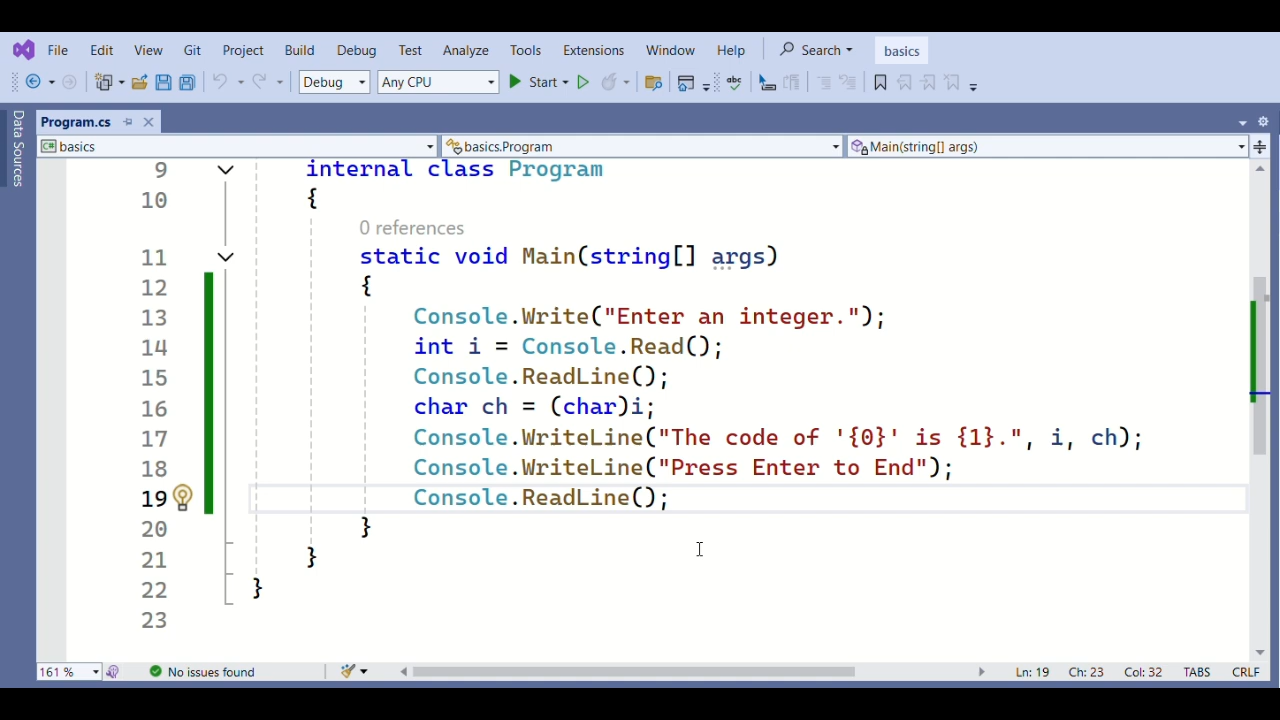 File Edit View Git Project Build Debug Test Analyze Tools Extensions Window Help Search basics
Debug Any CPU Start
Data Sources
Program.cs
basics basics.Program Main(string[] args)
9 internal class Program
10 {
0 references
11 static void Main(string[] args)
12 {
13 Console.Write("Enter an integer.");
14 int i = Console.Read();
15 Console.ReadLine();
16 char ch = (char)i;
17 Console.WriteLine("The code of '{0}' is {1}.", i, ch);
18 Console.WriteLine("Press Enter to End");
19 Console.ReadLine();
20 }
21 }
22 }
23
161 % No issues found Ln: 19 Ch: 23 Col: 32 TABS CRLF